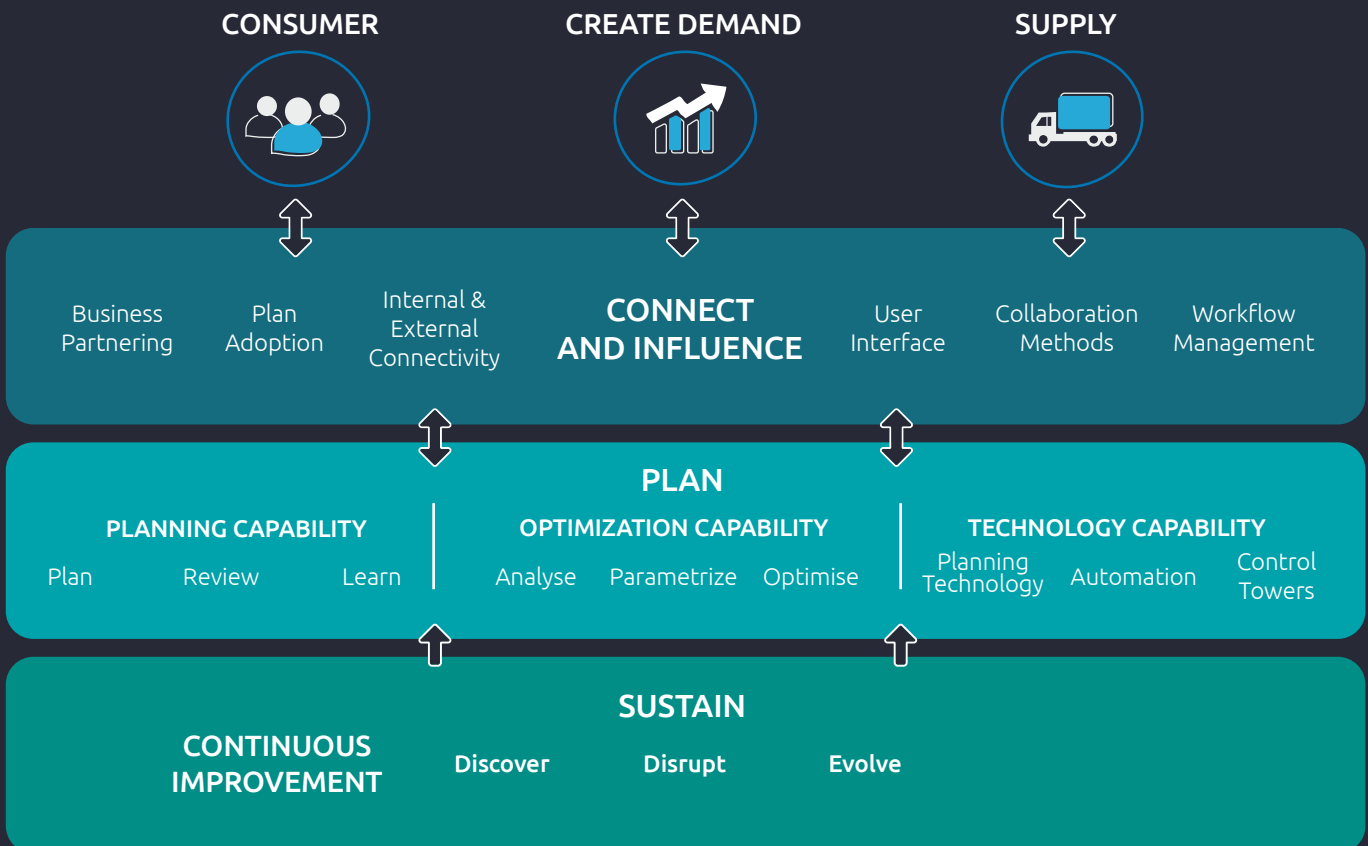 CONSUMER
CREATE DEMAND
SUPPLY
Business
Partnering
Plan
Adoption
Internal &
External
Connectivity
CONNECT
AND INFLUENCE
User
Interface
Collaboration
Methods
Workflow
Management
PLAN
PLANNING CAPABILITY
Plan
Review
Learn
OPTIMIZATION CAPABILITY
Analyse
Parametrize
Optimise
TECHNOLOGY CAPABILITY
Planning
Technology
Automation
Control
Towers
SUSTAIN
CONTINUOUS
IMPROVEMENT
Discover
Disrupt
Evolve